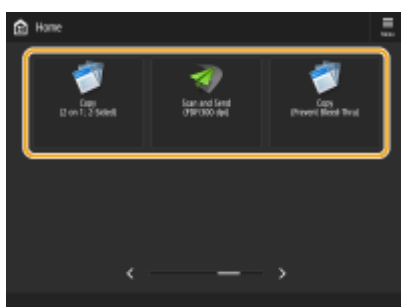 Home
Menu
Copy
(2 on 1, 2-Sided)
Scan and Send
(PDF/300 dpi)
Copy
(Prevent Bleed-Thru)